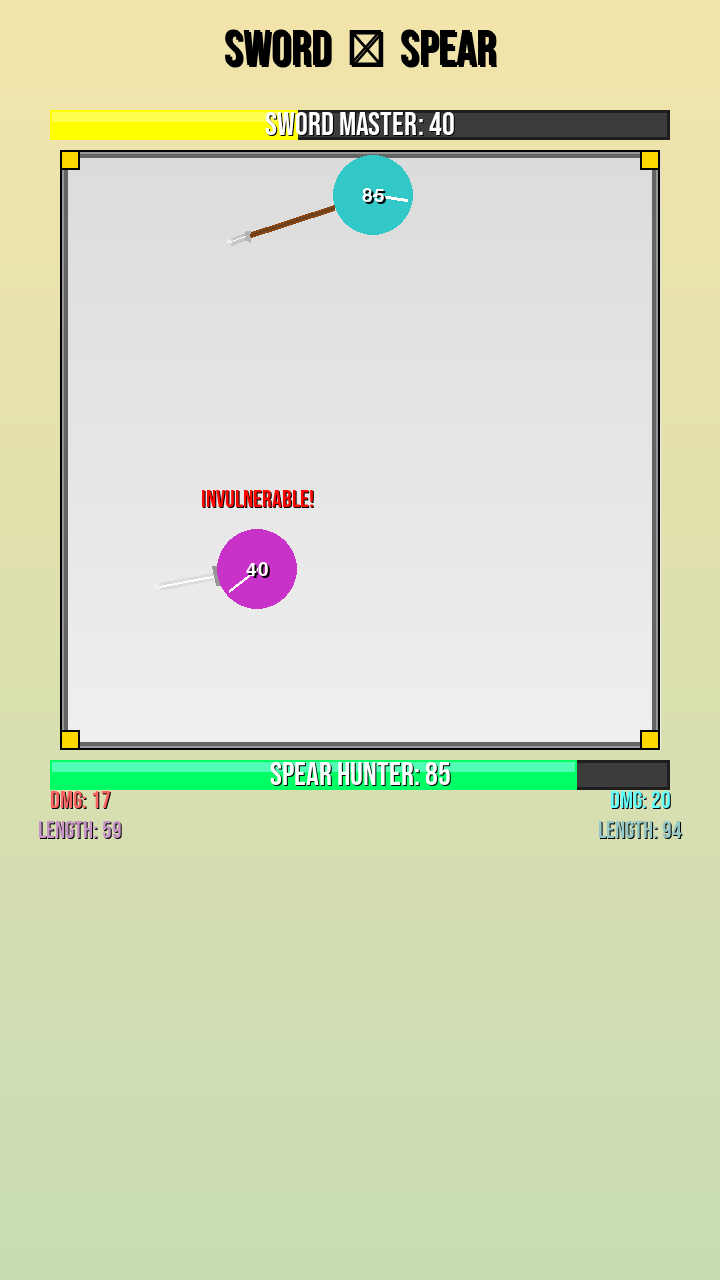 SWORD SPEAR
SWORD MASTER: 40
85
INVULNERABLE!
40
SPEAR HUNTER: 85
DMG: 17 DMG: 20
LENGTH: 59 LENGTH: 94